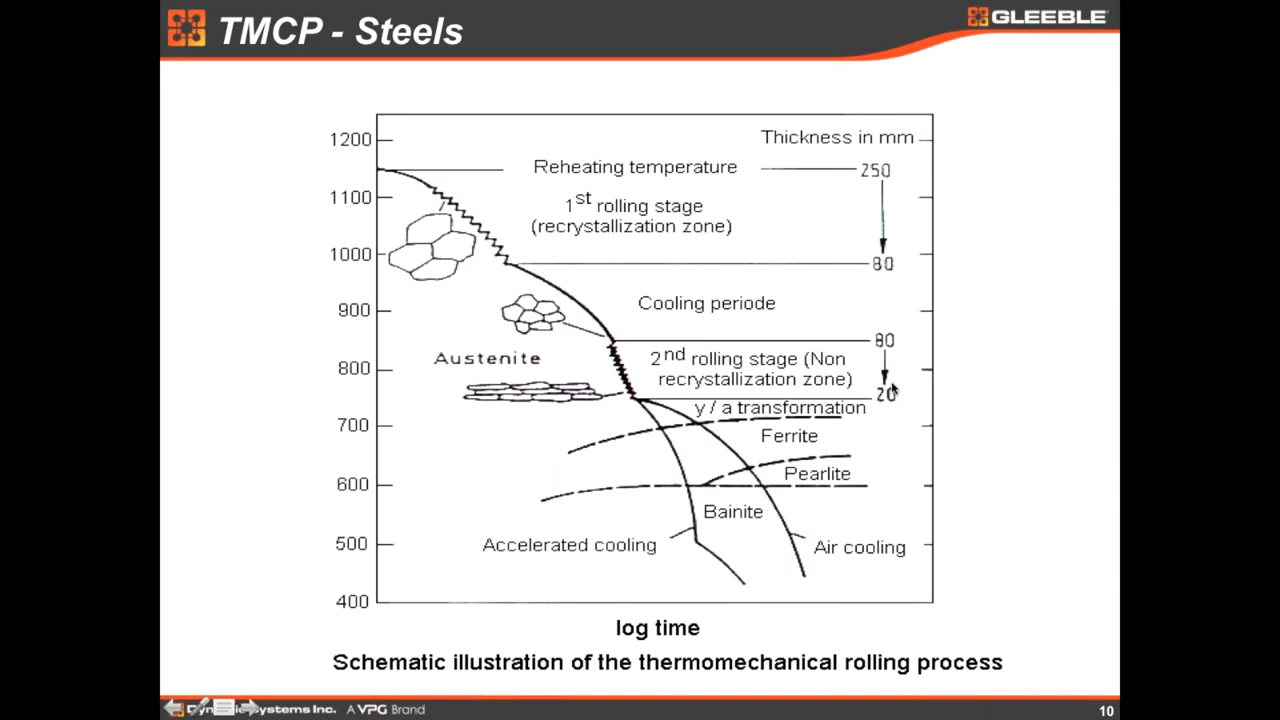 TMCP - Steels
GLEEBLE
Thickness in mm
1200
Reheating temperature
250
1100
1st rolling stage
(recrystallization zone)
1000
80
900
Cooling periode
80
Austenite
800
2nd rolling stage (Non
recrystallization zone)
20
y / a transformation
700
Ferrite
Pearlite
600
Bainite
500
Accelerated cooling
Air cooling
400
log time
Schematic illustration of the thermomechanical rolling process
Systems Inc. A VPG Brand
10